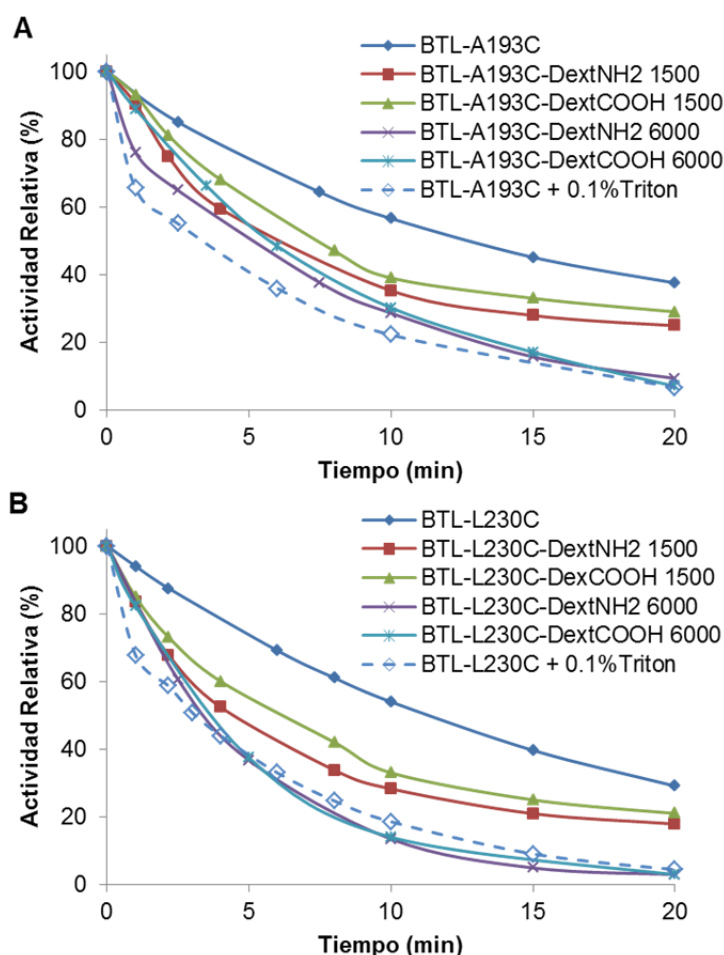 A
BTL-A193C
BTL-A193C-DextNH2 1500
BTL-A193C-DextCOOH 1500
BTL-A193C-DextNH2 6000
BTL-A193C-DextCOOH 6000
BTL-A193C + 0.1%Triton
Actividad Relativa (%)
100
80
60
40
20
0
0 5 10 15 20
Tiempo (min)
B
BTL-L230C
BTL-L230C-DextNH2 1500
BTL-L230C-DexCOOH 1500
BTL-L230C-DextNH2 6000
BTL-L230C-DextCOOH 6000
BTL-L230C + 0.1%Triton
Actividad Relativa (%)
100
80
60
40
20
0
0 5 10 15 20
Tiempo (min)